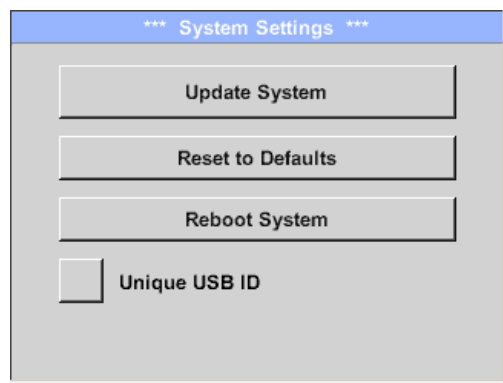 *** System Settings ***
Update System
Reset to Defaults
Reboot System
Unique USB ID